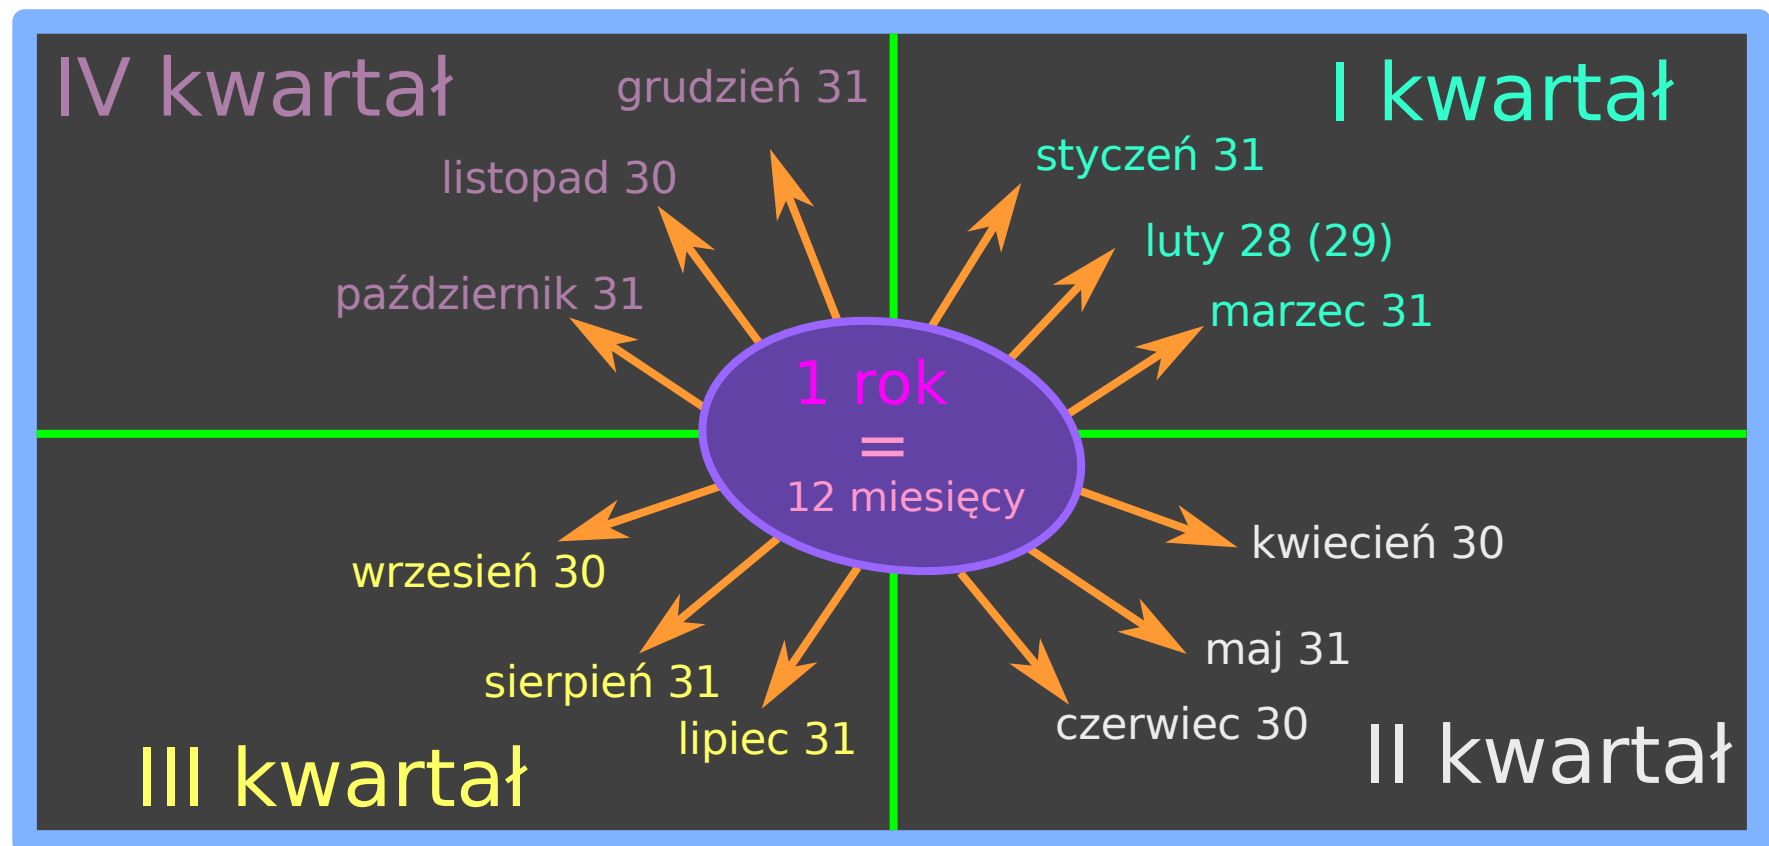 IV kwartał
grudzień 31
listopad 30
październik 31
I kwartał
styczeń 31
luty 28 (29)
marzec 31
1 rok
=
12 miesięcy
wrzesień 30
sierpień 31
lipiec 31
III kwartał
kwiecień 30
maj 31
czerwiec 30
II kwartał